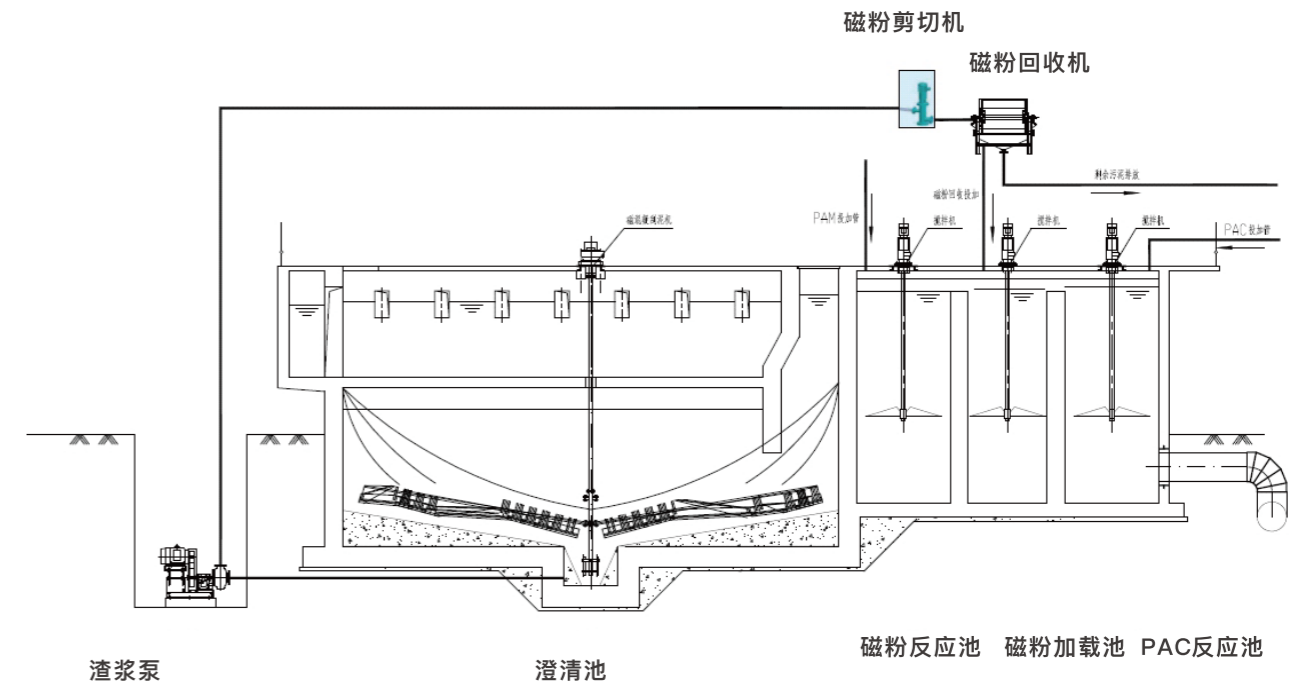 磁粉剪切机
磁粉回收机
剩余污泥排放
磁粉回收投加
PAM投加管
磁混凝刮泥机
搅拌机
搅拌机
搅拌机
PAC投加管
磁粉反应池
磁粉加载池
PAC反应池
渣浆泵
澄清池